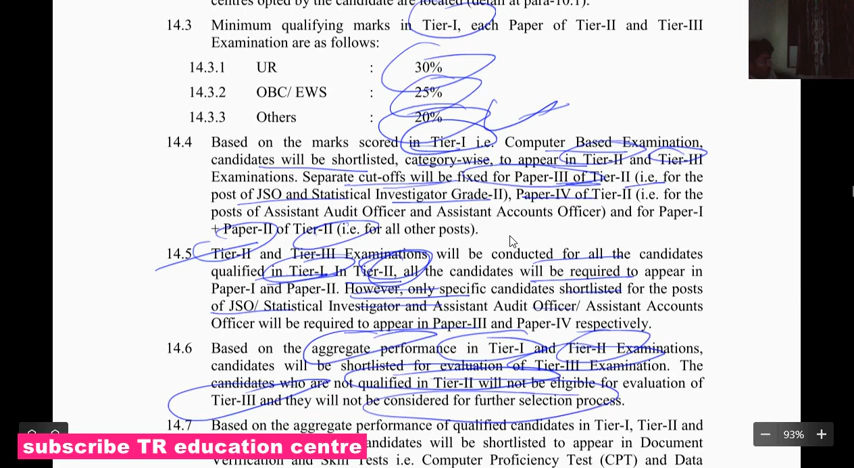 centres opted by the candidate are located (detail at para-10.1).
14.3 Minimum qualifying marks in Tier-I, each Paper of Tier-II and Tier-III
Examination are as follows:
14.3.1 UR : 30%
14.3.2 OBC/ EWS : 25%
14.3.3 Others : 20%
14.4 Based on the marks scored in Tier-I i.e. Computer Based Examination,
candidates will be shortlisted, category-wise, to appear in Tier-II and Tier-III
Examinations. Separate cut-offs will be fixed for Paper-III of Tier-II (i.e. for the
post of JSO and Statistical Investigator Grade-II), Paper-IV of Tier-II (i.e. for the
posts of Assistant Audit Officer and Assistant Accounts Officer) and for Paper-I
+ Paper-II of Tier-II (i.e. for all other posts).
14.5 Tier-II and Tier-III Examinations will be conducted for all the candidates
qualified in Tier-I. In Tier-II, all the candidates will be required to appear in
Paper-I and Paper-II. However, only specific candidates shortlisted for the posts
of JSO/ Statistical Investigator and Assistant Audit Officer/ Assistant Accounts
Officer will be required to appear in Paper-III and Paper-IV respectively.
14.6 Based on the aggregate performance in Tier-I and Tier-II Examinations,
candidates will be shortlisted for evaluation of Tier-III Examination. The
candidates who are not qualified in Tier-II will not be eligible for evaluation of
Tier-III and they will not be considered for further selection process.
14.7 Based on the aggregate performance of qualified candidates in Tier-I, Tier-II and
candidates will be shortlisted to appear in Document
Verification and Skill Tests i.e. Computer Proficiency Test (CPT) and Data
93%
subscribe TR education centre